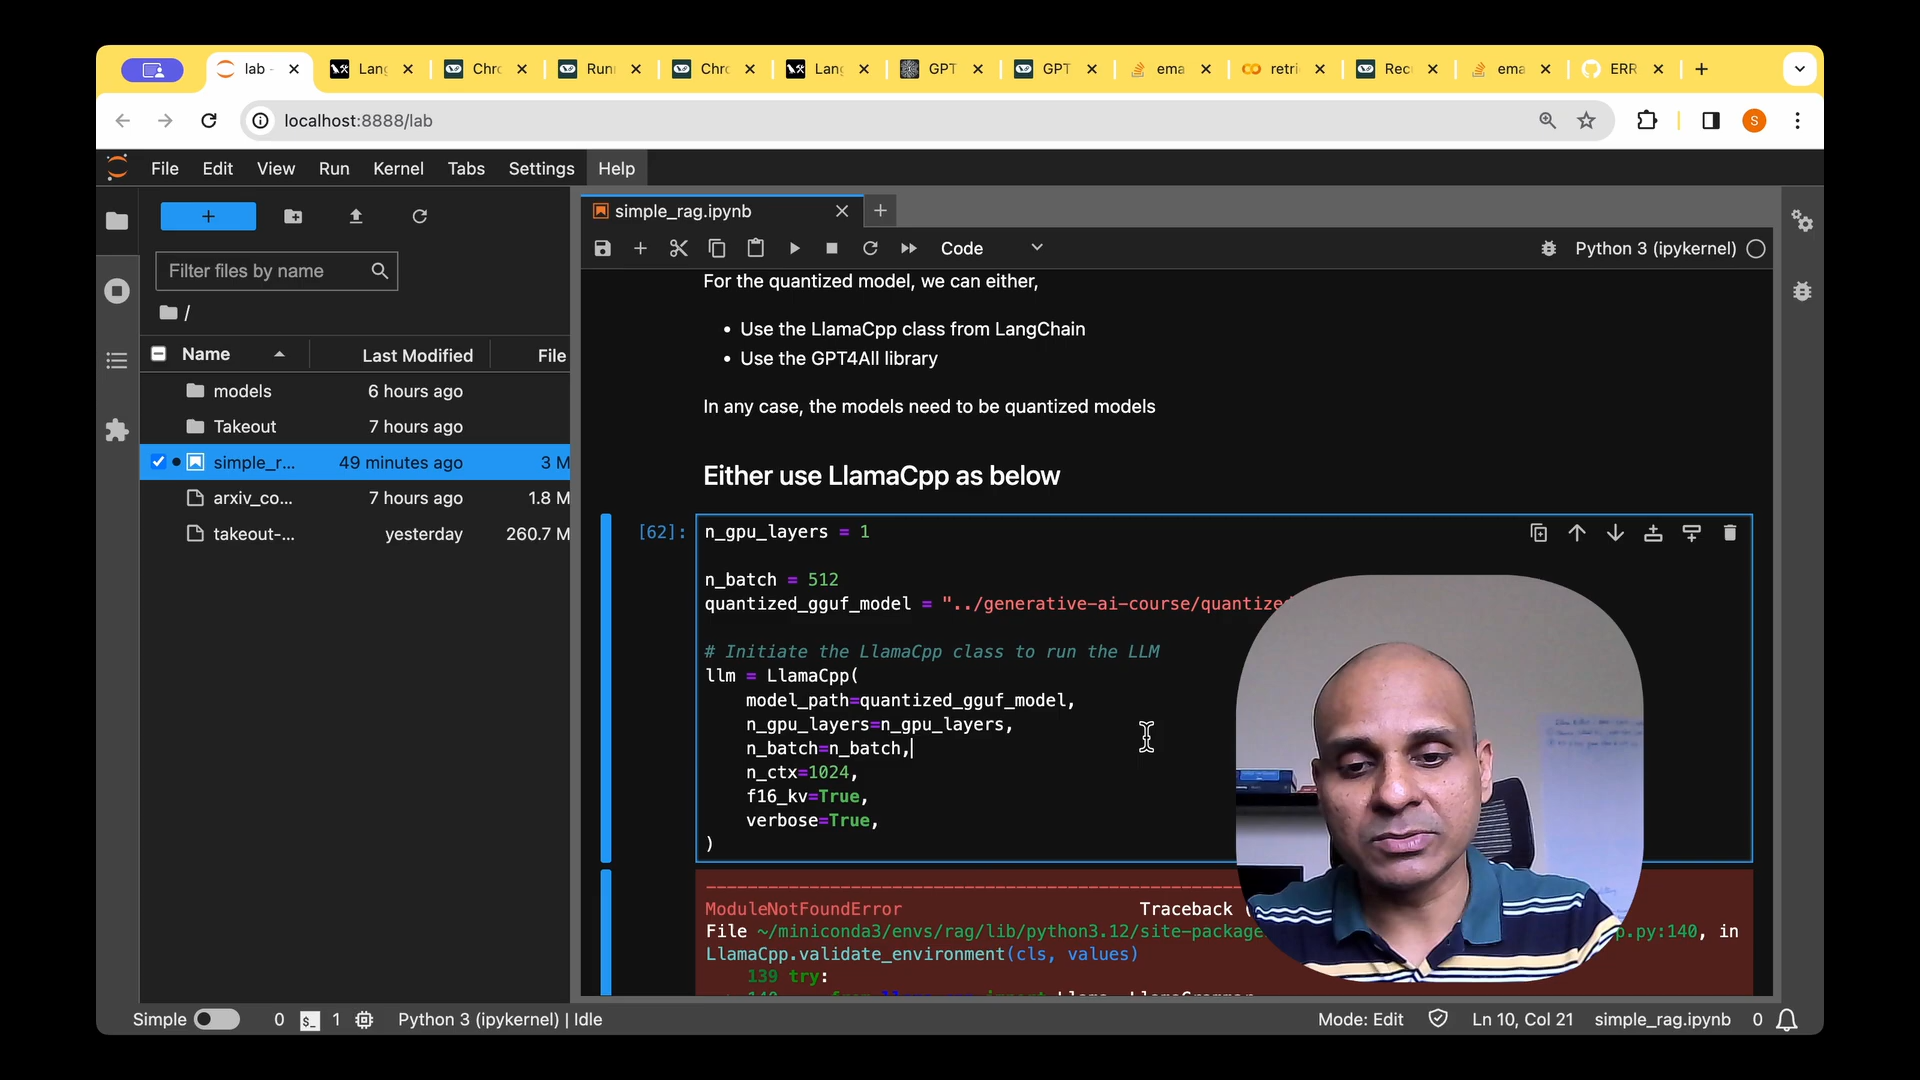 lab -
Lang
Chro
Runn
Chro
Lang
GPT
GPT
ema
retri
Rec
ema
ERR
localhost:8888/lab
S
File Edit View Run Kernel Tabs Settings Help
simple_rag.ipynb
Code
Python 3 (ipykernel)
Filter files by name
/
Name Last Modified File
models 6 hours ago
Takeout 7 hours ago
simple_r... 49 minutes ago 3 M
arxiv_co... 7 hours ago 1.8 M
takeout-... yesterday 260.7 M
For the quantized model, we can either,
• Use the LlamaCpp class from LangChain
• Use the GPT4All library
In any case, the models need to be quantized models
Either use LlamaCpp as below
[62]: n_gpu_layers = 1
n_batch = 512
quantized_gguf_model = "../generative-ai-course/quantized
# Initiate the LlamaCpp class to run the LLM
llm = LlamaCpp(
model_path=quantized_gguf_model,
n_gpu_layers=n_gpu_layers,
n_batch=n_batch,
n_ctx=1024,
f16_kv=True,
verbose=True,
)
ModuleNotFoundError Traceback (
File ~/miniconda3/envs/rag/lib/python3.12/site-package p.py:140, in
LlamaCpp.validate_environment(cls, values)
139 try:
Simple 0 $_ 1 Python 3 (ipykernel) | Idle Mode: Edit Ln 10, Col 21 simple_rag.ipynb 0